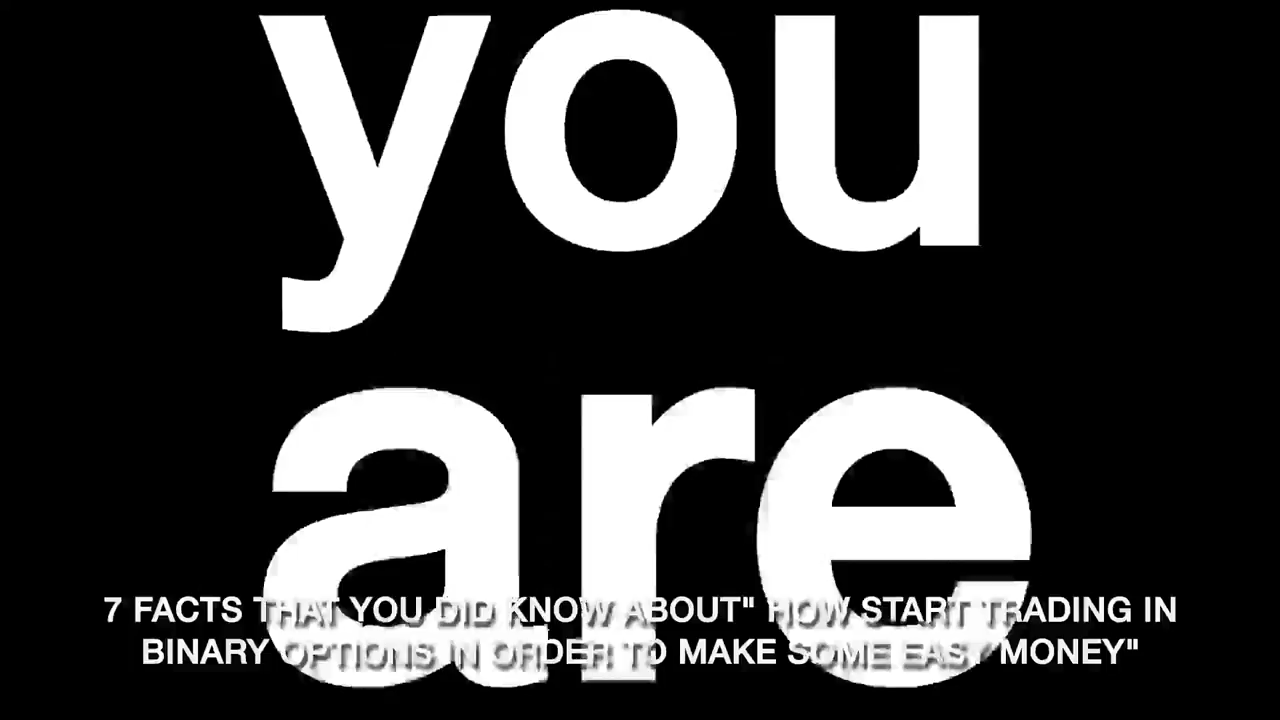 you
are
7 FACTS THAT YOU DID KNOW ABOUT" HOW START TRADING IN
BINARY OPTIONS IN ORDER TO MAKE SOME EASY MONEY"